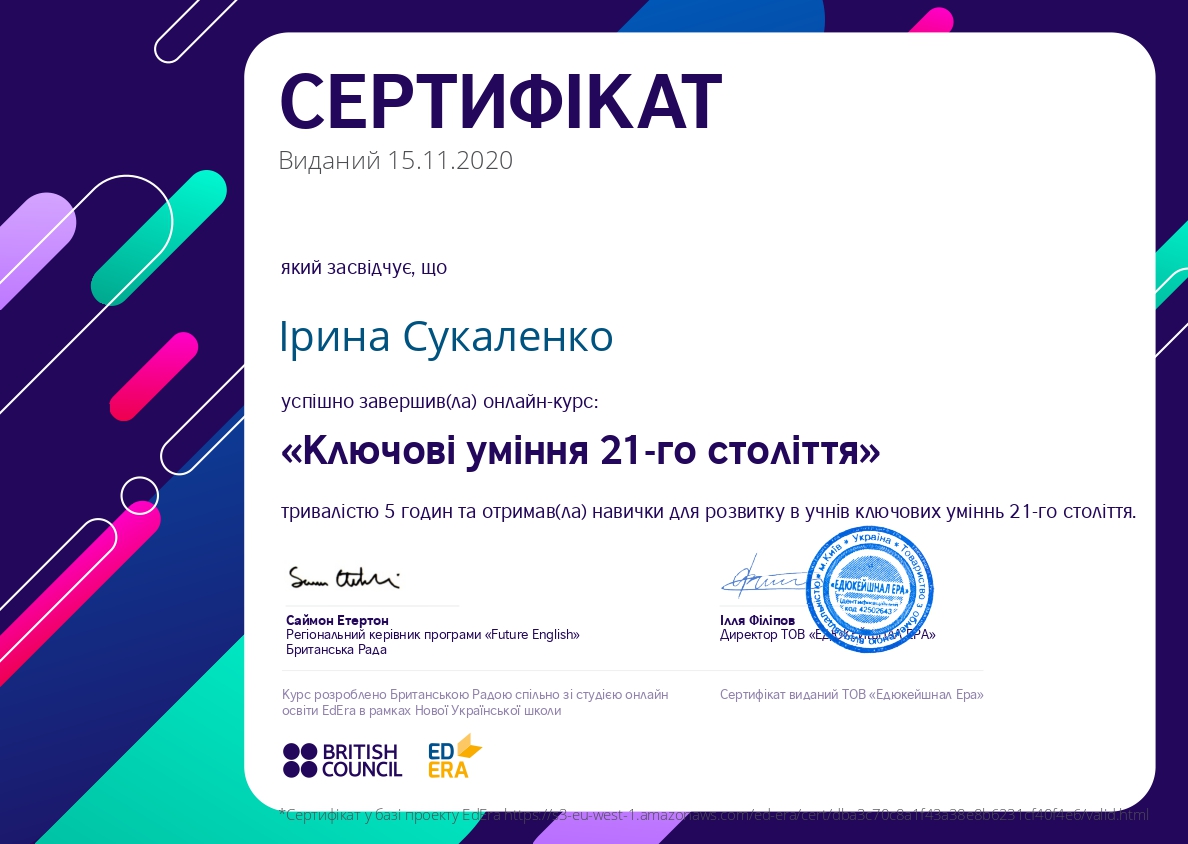 СЕРТИФІКАТ
Виданий 15.11.2020
який засвідчує, що
Ірина Сукаленко
успішно завершив(ла) онлайн-курс:
«Ключові уміння 21-го століття»
тривалістю 5 годин та отримав(ла) навички для розвитку в учнів ключових уміннь 21-го століття.
Саймон Етертон
Регіональний керівник програми «Future English»
Британська Рада
Ілля Філіпов
Директор ТОВ «ЕДЮКЕЙШНАЛ ЕРА»
м.Київ * Україна * Товариство з обмеженою відповідальністю *
«ЕДЮКЕЙШНАЛ ЕРА»
ідентифікаційний
код 42502643
Курс розроблено Британською Радою спільно зі студією онлайн
освіти EdEra в рамках Нової Української школи
Сертифікат виданий ТОВ «Едюкейшнал Ера»
BRITISH
COUNCIL
ED
ERA
*Сертифікат у базі проекту EdEra https://s3-eu-west-1.amazonaws.com/ed-era/cert/dba3c70c8a1f43a38e8b6231cf40f4e6/valid.html